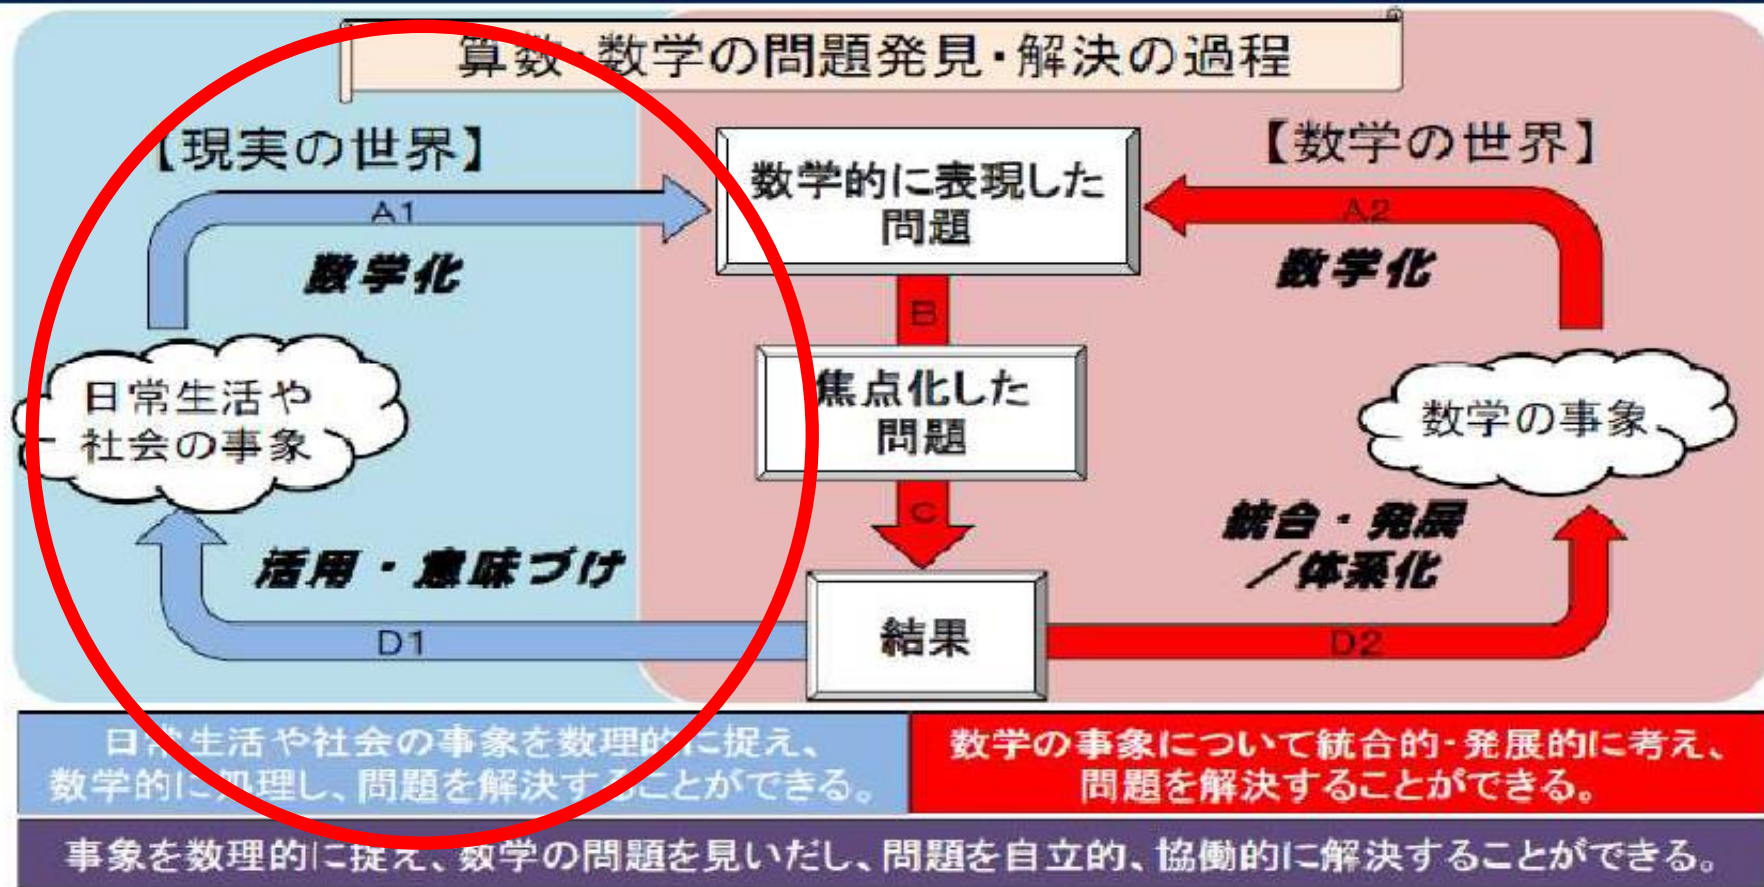 算数・数学の問題発見・解決の過程
【現実の世界】
【数学の世界】
A1
数学化
数学的に表現した
問題
A2
数学化
B
日常生活や
社会の事象
焦点化した
問題
数学の事象
C
活用・意味づけ
統合・発展
／体系化
D1
結果
D2
日常生活や社会の事象を数理的に捉え、
数学的に処理し、問題を解決することができる。
数学の事象について統合的・発展的に考え、
問題を解決することができる。
事象を数理的に捉え、数学の問題を見いだし、問題を自立的、協働的に解決することができる。